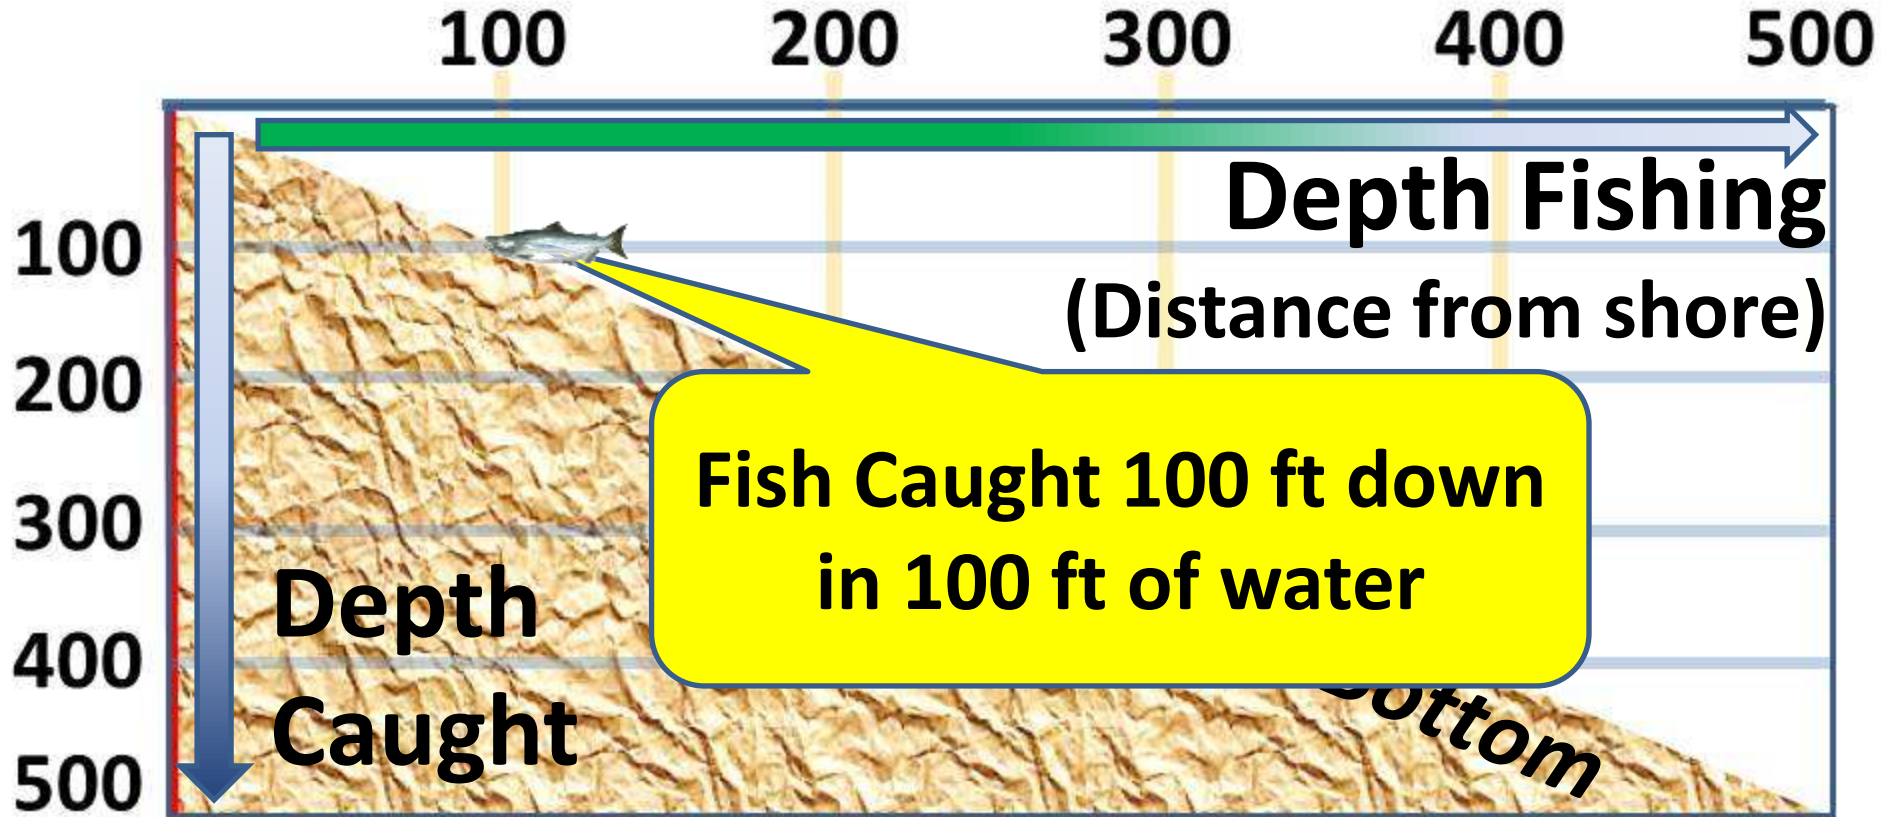 100 200 300 400 500
Depth Fishing
100
(Distance from shore)
200
Fish Caught 100 ft down
300
in 100 ft of water
Depth
400
Caught
ottom
500